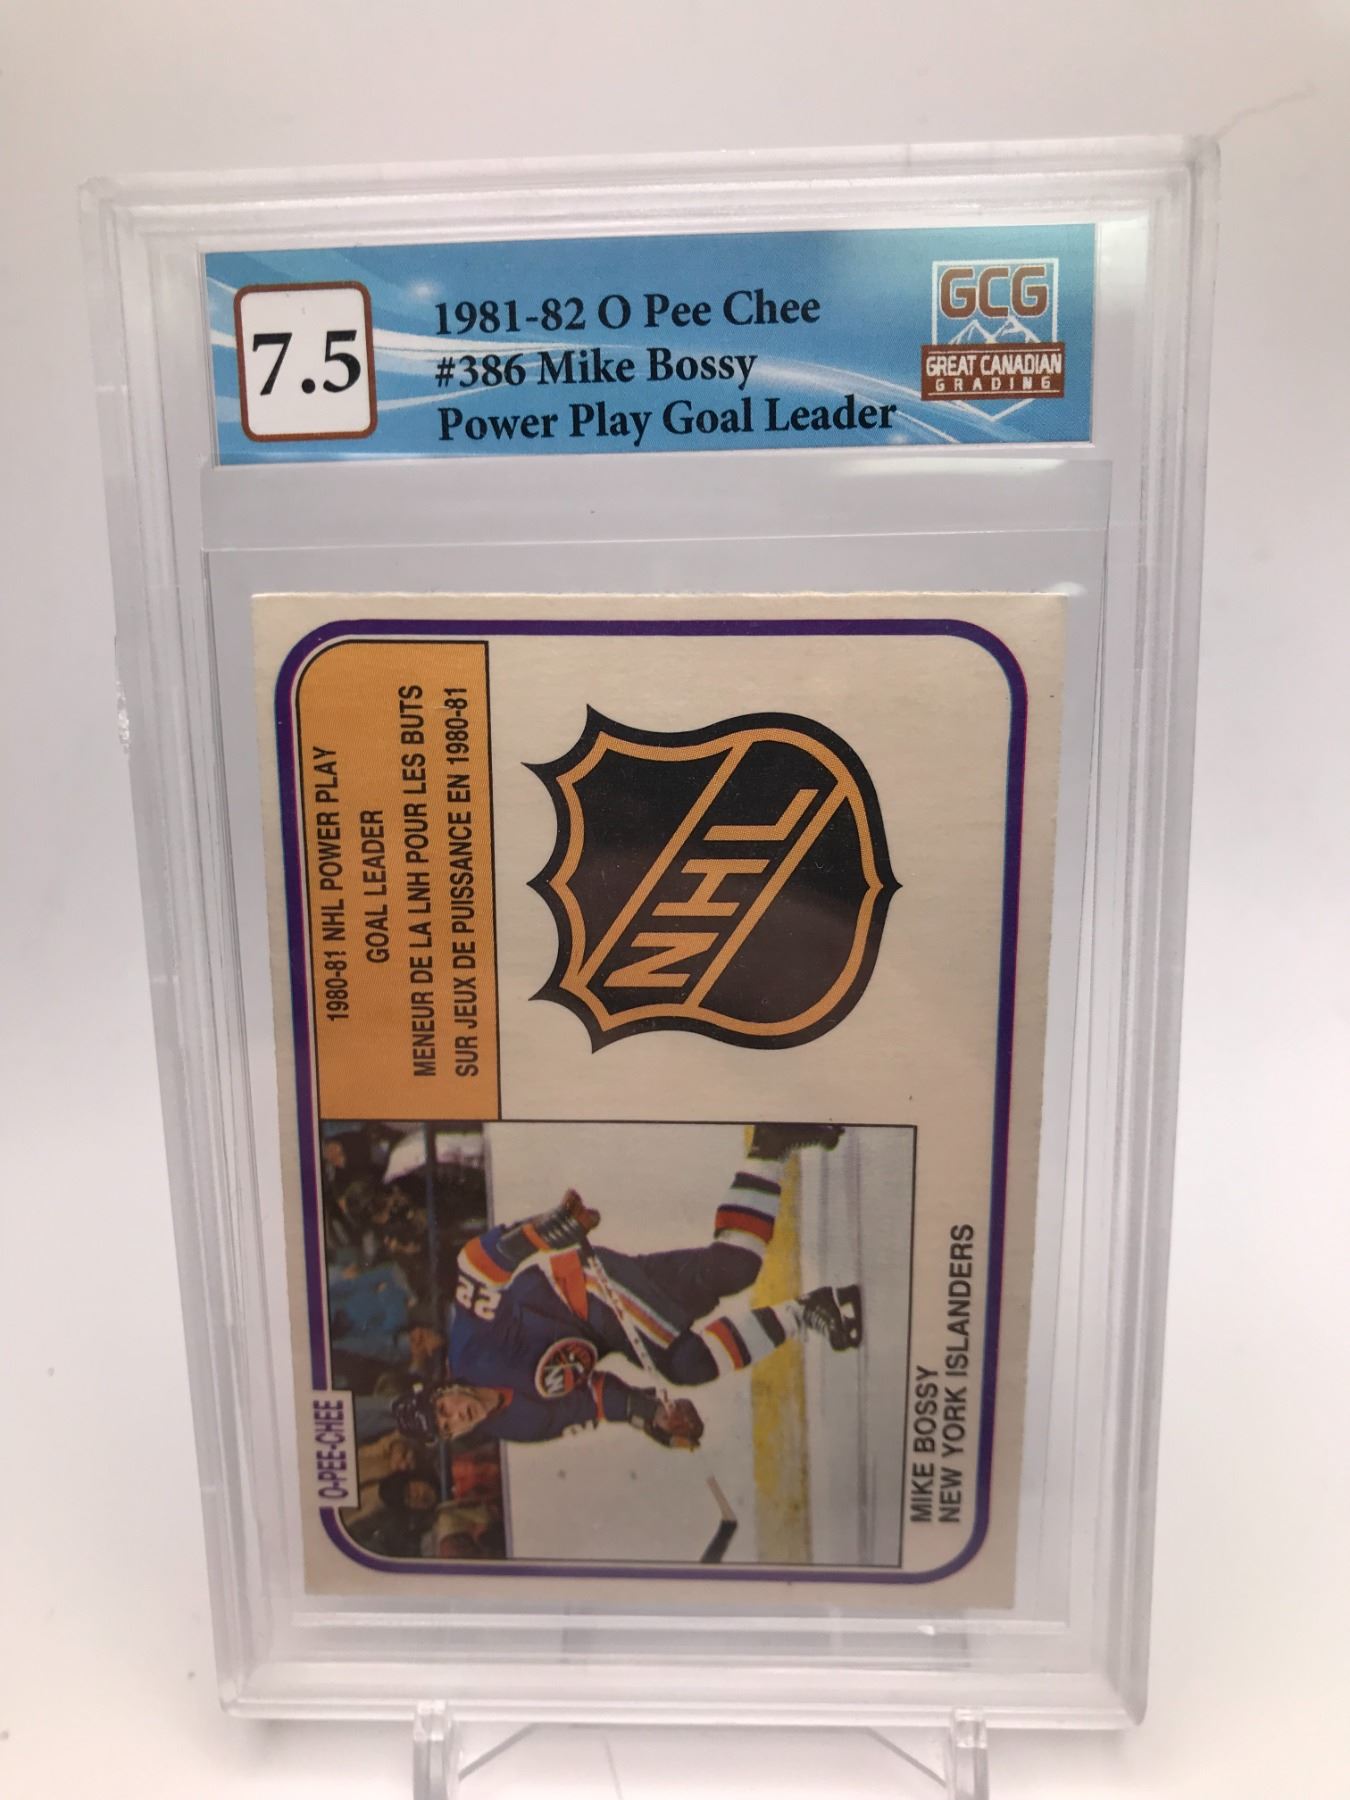 7.5
1981-82 O Pee Chee
#386 Mike Bossy
Power Play Goal Leader
GCG
GREAT CANADIAN
GRADING
1980-81 NHL POWER PLAY
GOAL LEADER
MENEUR DE LA LNH POUR LES BUTS
SUR JEUX DE PUISSANCE EN 1980-81
NHL
O-PEE-CHEE
22
NY
MIKE BOSSY
NEW YORK ISLANDERS